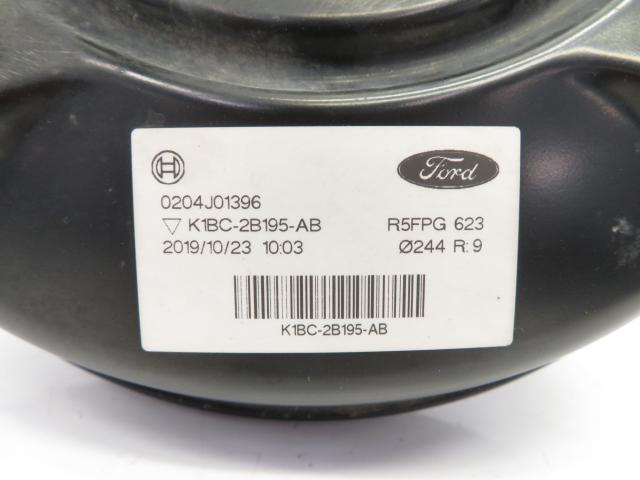 Ford
0204J01396
K1BC-2B195-AB R5FPG 623
2019/10/23 10:03 Ø244 R:9
K1BC-2B195-AB